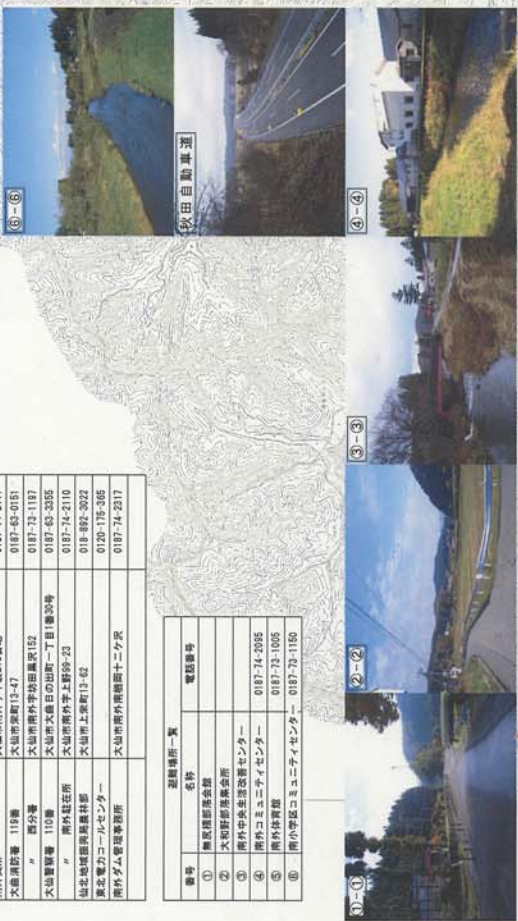 大曲消防署 119番 大仙市栄町13-47 0187-63-0151
〃 西分署 大仙市南外字坊田蓬沢152 0187-73-1197
大仙警察署 110番 大仙市大曲日の出町一丁目1番30号 0187-63-3355
〃 南外駐在所 大仙市南外字上野99-23 0187-74-2110
仙北地域振興局農林部 大仙市上栄町13-62 018-892-3022
東北電力コールセンター 0120-175-365
南外ダム管理事務所 大仙市南外南楢岡十二ケ沢 0187-74-2317
避難場所一覧
番号 名称 電話番号
① 無反橋部落会館
② 大和野部落集会所
③ 南外中央生活改善センター
④ 南外コミュニティセンター 0187-74-2095
⑤ 南外体育館 0187-73-1005
⑥ 南小学区コミュニティセンター 0187-73-1150
①-①
②-②
③-③
④-④
⑥-⑥
秋田自動車道